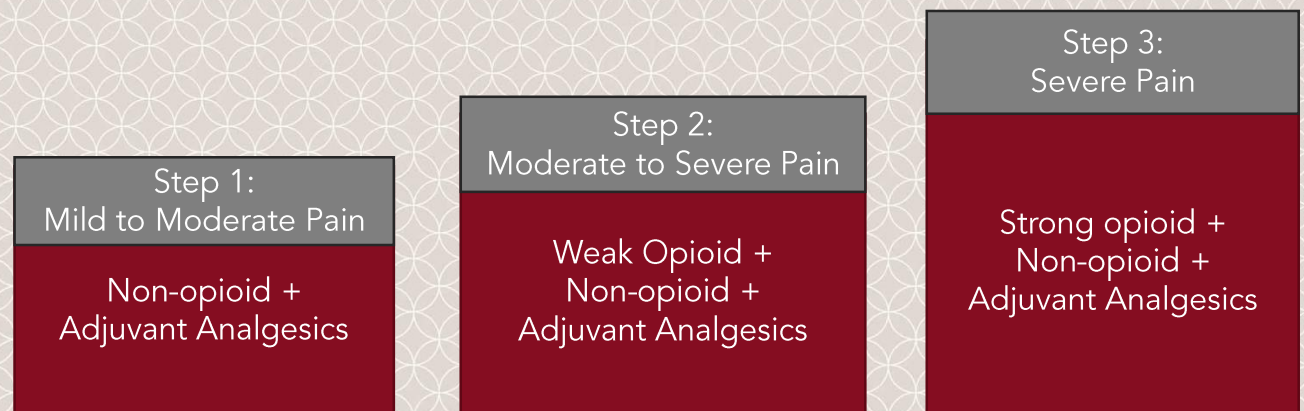 Step 1:
Mild to Moderate Pain
Non-opioid +
Adjuvant Analgesics
Step 2:
Moderate to Severe Pain
Weak Opioid +
Non-opioid +
Adjuvant Analgesics
Step 3:
Severe Pain
Strong opioid +
Non-opioid +
Adjuvant Analgesics